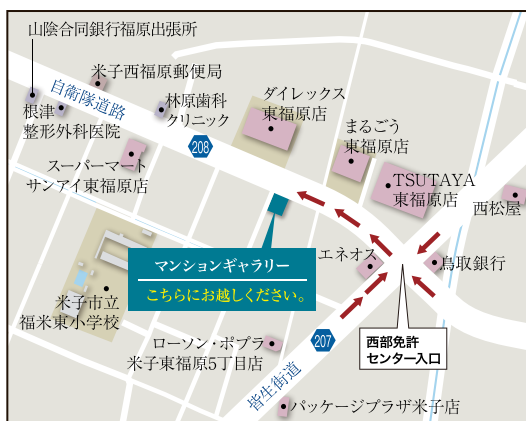 山陰合同銀行福原出張所
米子西福原郵便局
自衛隊道路
根津
整形外科医院
林原歯科
クリニック
ダイレックス
東福原店
208
まるごう
東福原店
スーパーマート
サンアイ東福原店
TSUTAYA
東福原店
西松屋
マンションギャラリー
こちらにお越しください。
エネオス
鳥取銀行
米子市立
福米東小学校
西部免許
センター入口
ローソン・ポプラ
米子東福原5丁目店
207
皆生街道
パッケージプラザ米子店